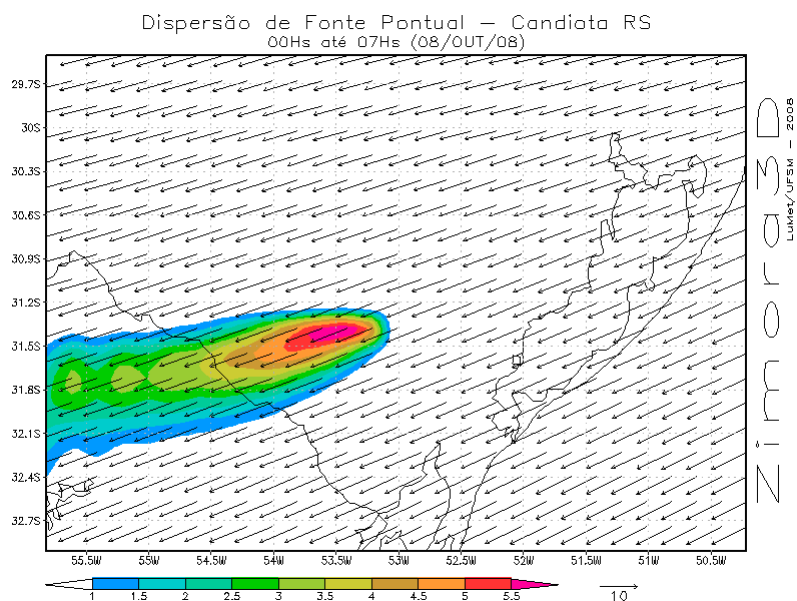 Dispersão de Fonte Pontual – Candiota RS
00Hs até 07Hs (08/OUT/08)
29.7S
30S
30.3S
30.6S
30.9S
31.2S
31.5S
31.8S
32.1S
32.4S
32.7S
55.5W 55W 54.5W 54W 53.5W 53W 52.5W 52W 51.5W 51W 50.5W
1 1.5 2 2.5 3 3.5 4 4.5 5 5.5
10
Nimora3D
LuMet/UFSM – 2008